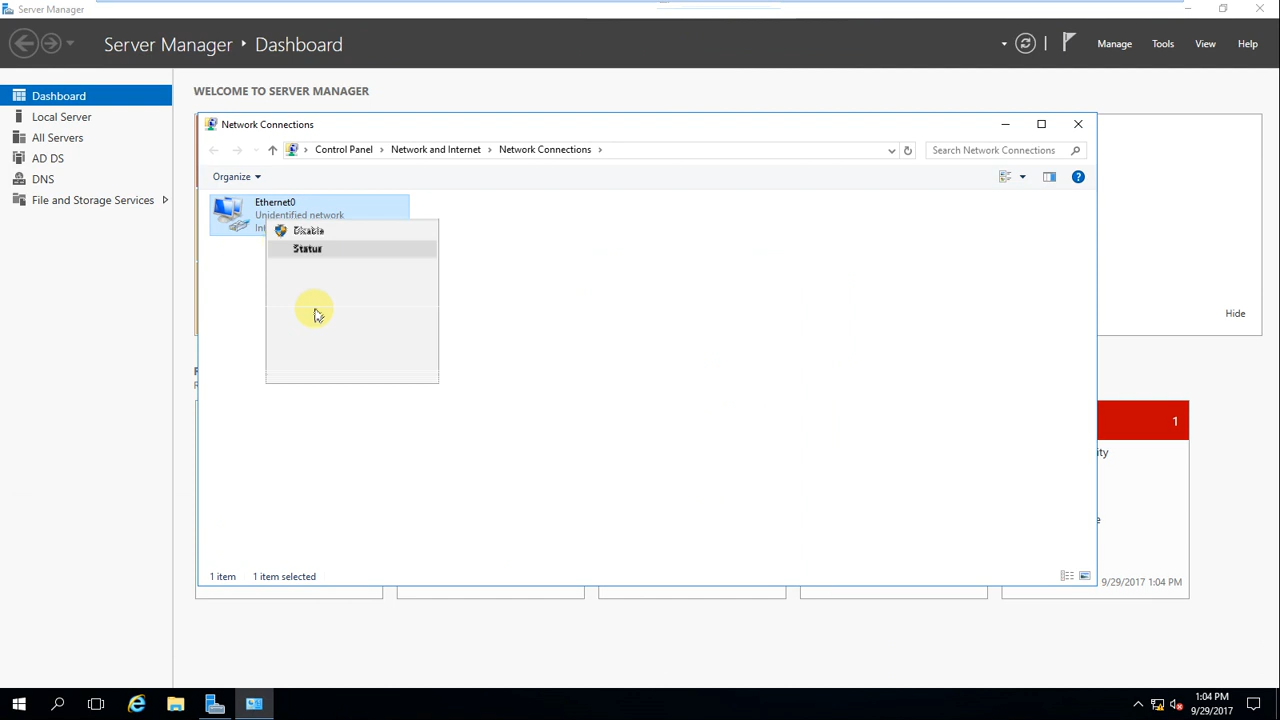 Server Manager
Server Manager ‣ Dashboard
Manage Tools View Help
Dashboard
Local Server
All Servers
AD DS
DNS
File and Storage Services
WELCOME TO SERVER MANAGER
Network Connections
Control Panel > Network and Internet > Network Connections >
Search Network Connections
Organize
Ethernet0
Unidentified network
Disable
Status
Hide
1
1 item 1 item selected
9/29/2017 1:04 PM
1:04 PM
9/29/2017